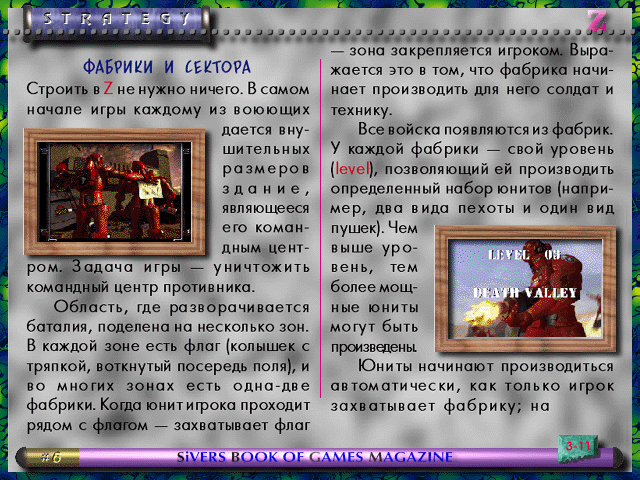 STRATEGY
Z
ФАБРИКИ И СЕКТОРА
Строить в Z не нужно ничего. В самом
начале игры каждому из воюющих
дается вну-
шительных
размеров
здание,
являющееся
его коман-
дным цент-
ром. Задача игры — уничтожить
командный центр противника.
Область, где разворачивается
баталия, поделена на несколько зон.
В каждой зоне есть флаг (колышек с
тряпкой, воткнутый посередь поля), и
во многих зонах есть одна-две
фабрики. Когда юнит игрока проходит
рядом с флагом — захватывает флаг
— зона закрепляется игроком. Выра-
жается это в том, что фабрика начи-
нает производить для него солдат и
технику.
Все войска появляются из фабрик.
У каждой фабрики — свой уровень
(level), позволяющий ей производить
определенный набор юнитов (напри-
мер, два вида пехоты и один вид
пушек). Чем
выше уро-
вень, тем
более мощ-
ные юниты
могут быть
произведены.
LEVEL 03
DEATH VALLEY
Юниты начинают производиться
автоматически, как только игрок
захватывает фабрику; на
#6
SiVERS BOOK OF GAMES MAGAZINE
3-11